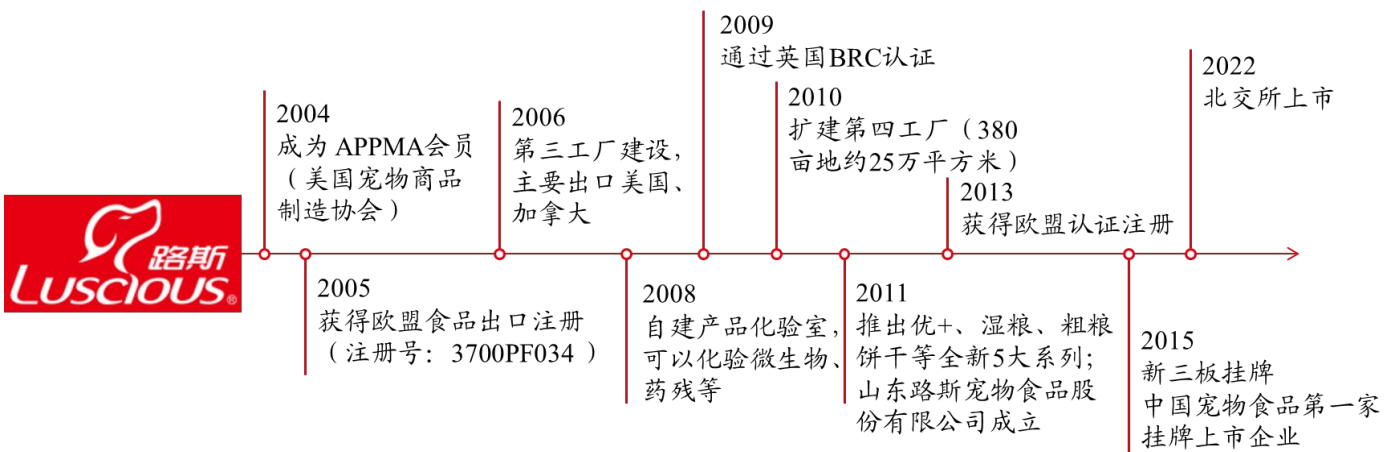 路斯
LUSCIOUS®
2004
成为 APPMA会员
（美国宠物商品
制造协会）
2005
获得欧盟食品出口注册
（注册号：3700PF034 ）
2006
第三工厂建设，
主要出口美国、
加拿大
2008
自建产品化验室，
可以化验微生物、
药残等
2009
通过英国BRC认证
2010
扩建第四工厂（380
亩地约25万平方米）
2011
推出优+、湿粮、粗粮
饼干等全新5大系列；
山东路斯宠物食品股
份有限公司成立
2013
获得欧盟认证注册
2015
新三板挂牌
中国宠物食品第一家
挂牌上市企业
2022
北交所上市